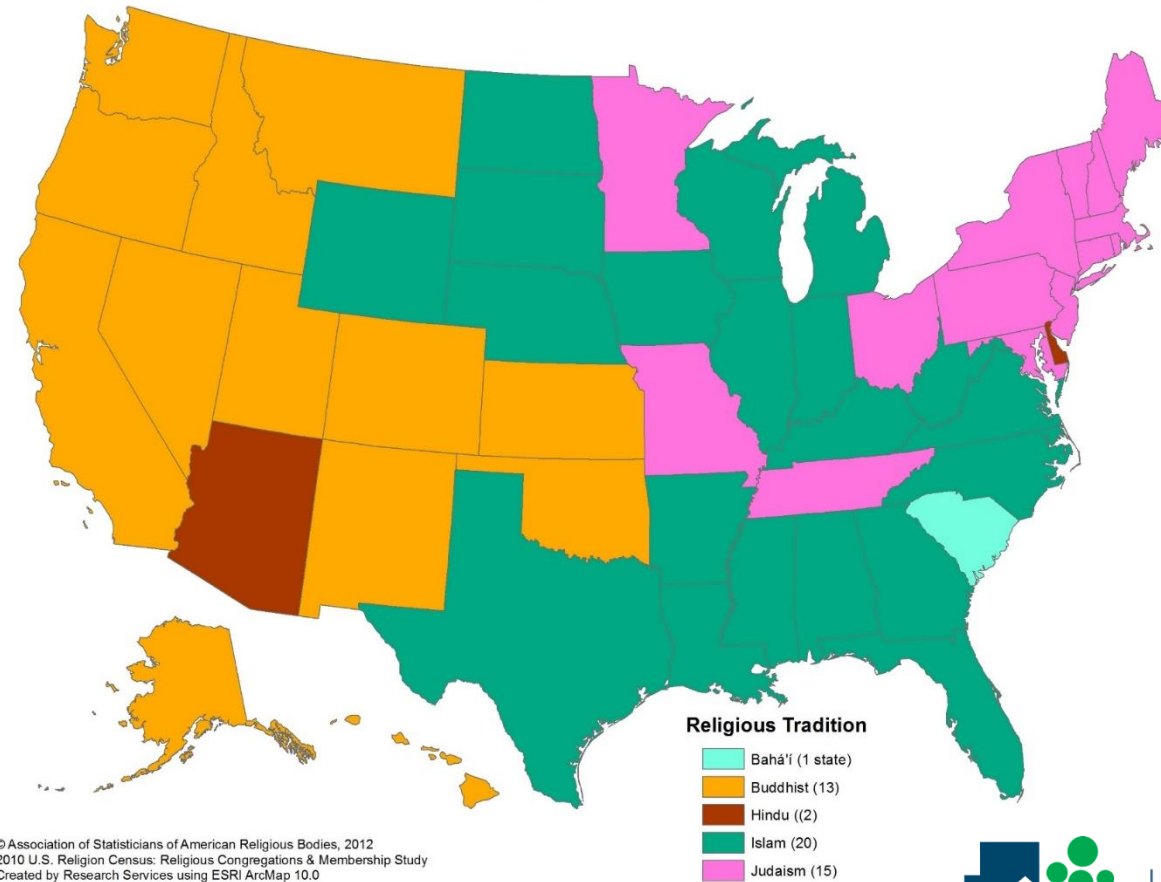 Religious Tradition
Bahá'í (1 state)
Buddhist (13)
Hindu ((2)
Islam (20)
Judaism (15)
© Association of Statisticians of American Religious Bodies, 2012
2010 U.S. Religion Census: Religious Congregations & Membership Study
Created by Research Services using ESRI ArcMap 10.0